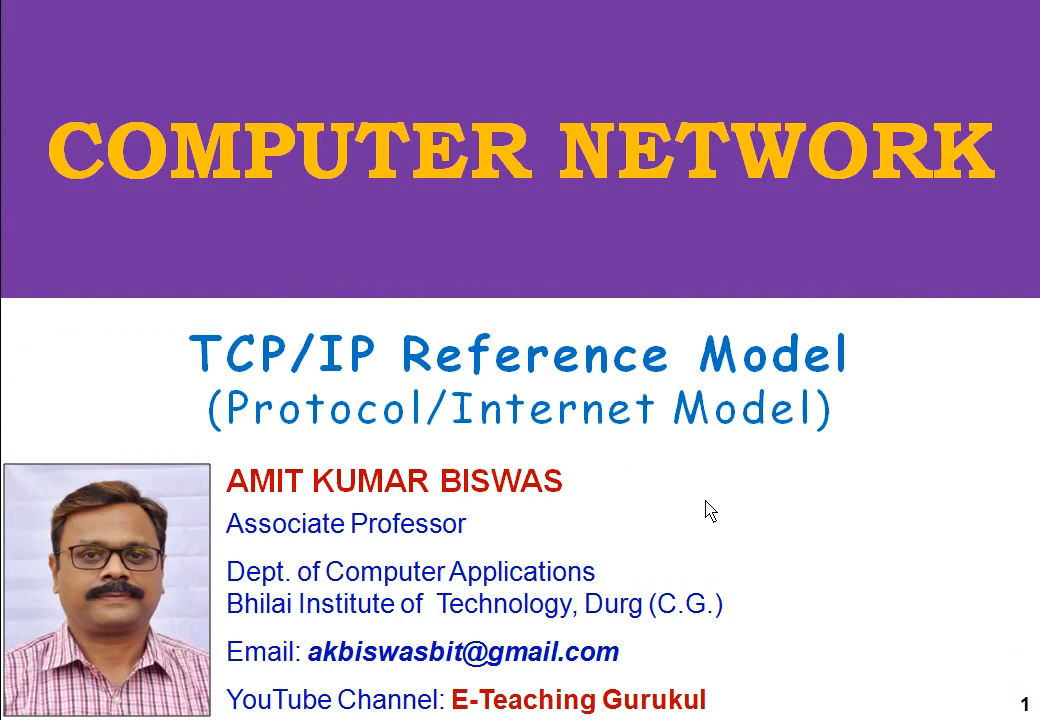 COMPUTER NETWORK
TCP/IP Reference Model
(Protocol/Internet Model)
AMIT KUMAR BISWAS
Associate Professor
Dept. of Computer Applications
Bhilai Institute of Technology, Durg (C.G.)
Email: akbiswasbit@gmail.com
YouTube Channel: E-Teaching Gurukul
1